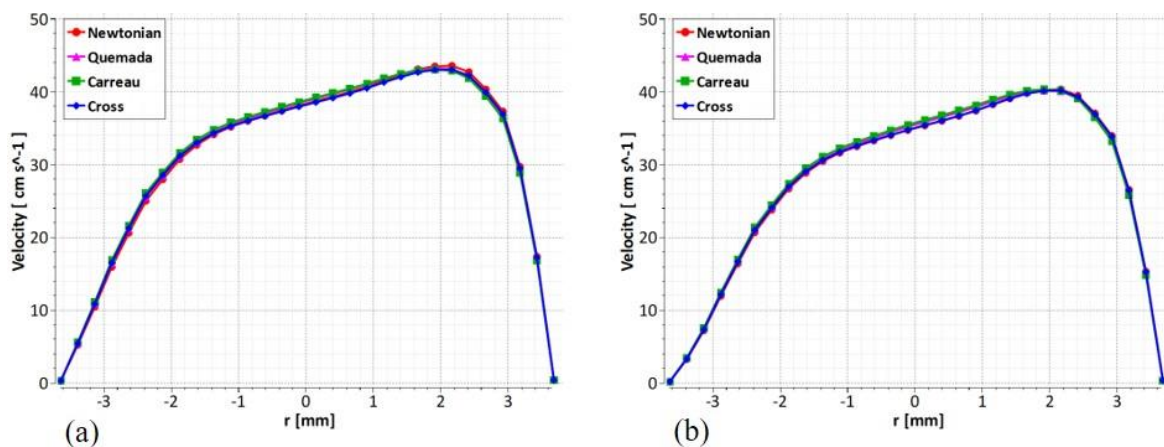 50
40
30
20
10
0
Velocity [ cm s^-1 ]
Newtonian
Quemada
Carreau
Cross
-3 -2 -1 0 1 2 3
r [mm]
(a)
50
40
30
20
10
0
Velocity [ cm s^-1 ]
Newtonian
Quemada
Carreau
Cross
-3 -2 -1 0 1 2 3
r [mm]
(b)